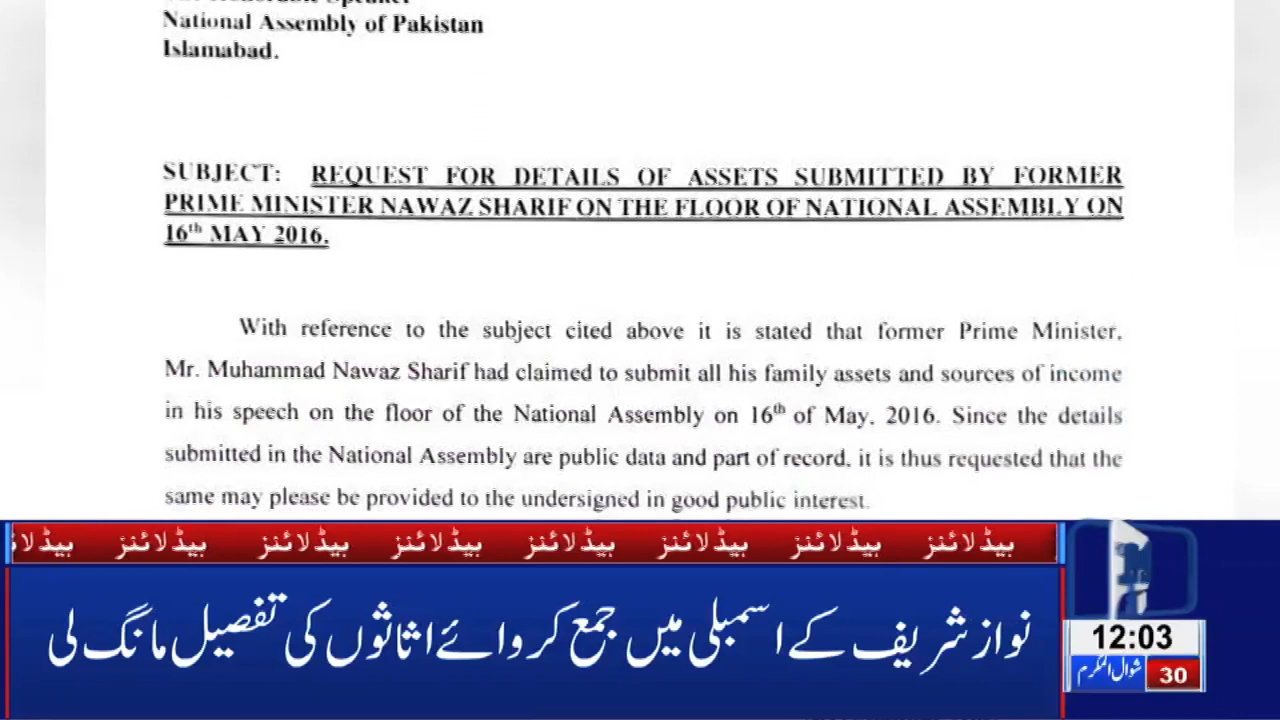 The Honorable Speaker
National Assembly of Pakistan
Islamabad.
SUBJECT: REQUEST FOR DETAILS OF ASSETS SUBMITTED BY FORMER
PRIME MINISTER NAWAZ SHARIF ON THE FLOOR OF NATIONAL ASSEMBLY ON
16th MAY 2016.
With reference to the subject cited above it is stated that former Prime Minister,
Mr. Muhammad Nawaz Sharif had claimed to submit all his family assets and sources of income
in his speech on the floor of the National Assembly on 16th of May, 2016. Since the details
submitted in the National Assembly are public data and part of record, it is thus requested that the
same may please be provided to the undersigned in good public interest.
ہیڈلائنز ہیڈلائنز ہیڈلائنز ہیڈلائنز ہیڈلائنز ہیڈلائنز ہیڈلائنز ہیڈلائنز
نواز شریف کے اسمبلی میں جمع کروائے اثاثوں کی تفصیل مانگ لی
12:03
شوال المکرم 30